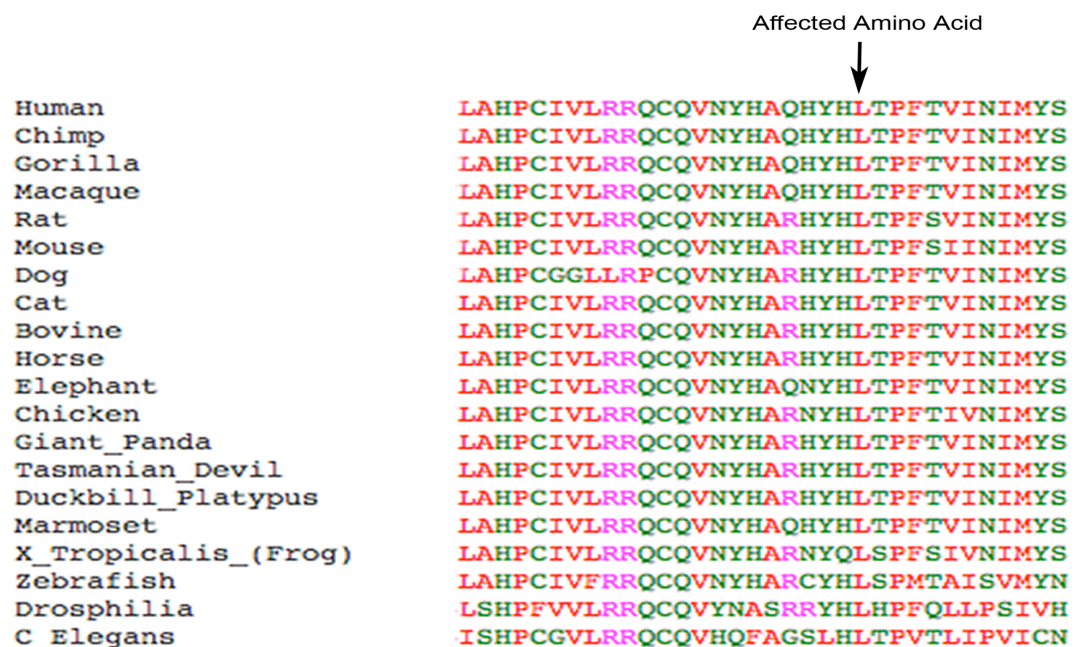 Affected Amino Acid
Human LAHPCIVLRRQCQVNYHAQHYHLTPFTVINIMYS
Chimp LAHPCIVLRRQCQVNYHAQHYHLTPFTVINIMYS
Gorilla LAHPCIVLRRQCQVNYHAQHYHLTPFTVINIMYS
Macaque LAHPCIVLRRQCQVNYHAQHYHLTPFTVINIMYS
Rat LAHPCIVLRRQCQVNYHARHYHLTPFSVINIMYS
Mouse LAHPCIVLRRQCQVNYHARHYHLTPFSIINIMYS
Dog LAHPCGGLLRPCQVNYHARHYHLTPFTVINIMYS
Cat LAHPCIVLRRQCQVNYHARHYHLTPFTVINIMYS
Bovine LAHPCIVLRRQCQVNYHARHYHLTPFTVINIMYS
Horse LAHPCIVLRRQCQVNYHARHYHLTPFTVINIMYS
Elephant LAHPCIVLRRQCQVNYHAQNYHLTPFTVINIMYS
Chicken LAHPCIVLRRQCQVNYHARNYHLTPFTIVNIMYS
Giant_Panda LAHPCIVLRRQCQVNYHARHYHLTPFTVINIMYS
Tasmanian_Devil LAHPCIVLRRQCQVNYHARHYHLTPFTVINIMYS
Duckbill_Platypus LAHPCIVLRRQCQVNYHARHYHLTPFTVINIMYS
Marmoset LAHPCIVLRRQCQVNYHAQHYHLTPFTVINIMYS
X_Tropicalis_(Frog) LAHPCIVLRRQCQVNYHARNYQLSPFSIVNIMYS
Zebrafish LAHPCIVFRRQCQVNYHARCYHLSPMTAISVMYN
Drosphilia LSHPFVVLRRQCQVYNASRRYHLHPFQLLPSIVH
C Elegans ISHPCGVLRRQCQVHQFAGSLHLTPVTLIPVICN